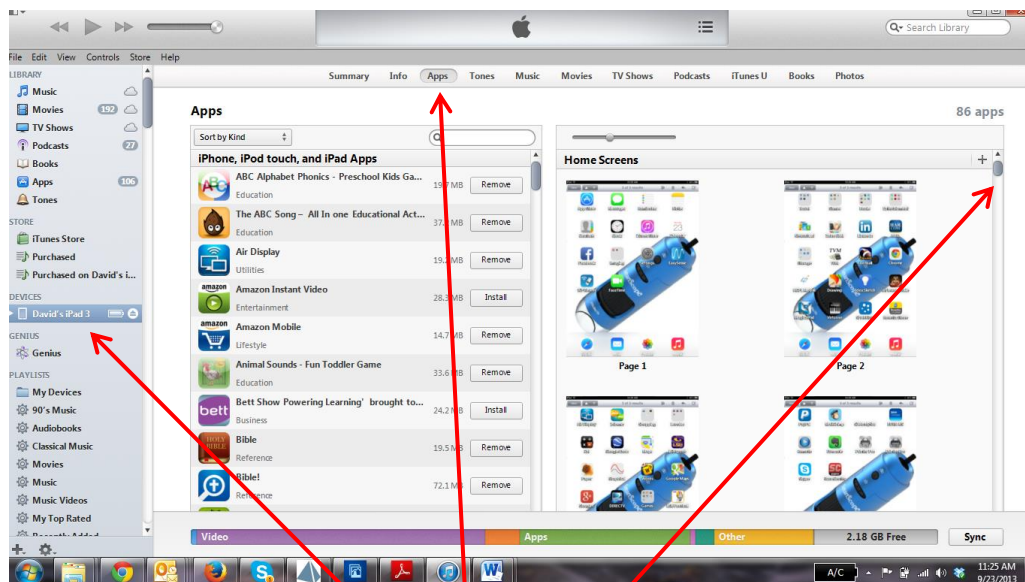 Search Library
File Edit View Controls Store Help
Summary Info Apps Tones Music Movies TV Shows Podcasts iTunes U Books Photos
LIBRARY
Music
Movies 192
TV Shows
Podcasts 27
Books
Apps 106
Tones
STORE
iTunes Store
Purchased
Purchased on David's i...
DEVICES
David's iPad 3
GENIUS
Genius
PLAYLISTS
My Devices
90's Music
Audiobooks
Classical Music
Movies
Music
Music Videos
My Top Rated
Recently Added
Apps
86 apps
Sort by Kind
iPhone, iPod touch, and iPad Apps
ABC Alphabet Phonics - Preschool Kids Ga...
Education
Remove
The ABC Song – All In one Educational Act...
Education
Remove
Air Display
Utilities
Remove
amazon
Amazon Instant Video
Entertainment
28.3 MB
Install
amazon
Amazon Mobile
Lifestyle
14.7 MB
Remove
Animal Sounds - Fun Toddler Game
Education
33.6 MB
Remove
bett
Bett Show Powering Learning' brought to...
Business
24.2 MB
Install
HOLY BIBLE
Bible
Reference
19.5 MB
Remove
Bible!
Reference
72.1 MB
Remove
Home Screens
Page 1
Page 2
Video
Apps
Other
2.18 GB Free
Sync
A/C
11:25 AM
9/23/2013